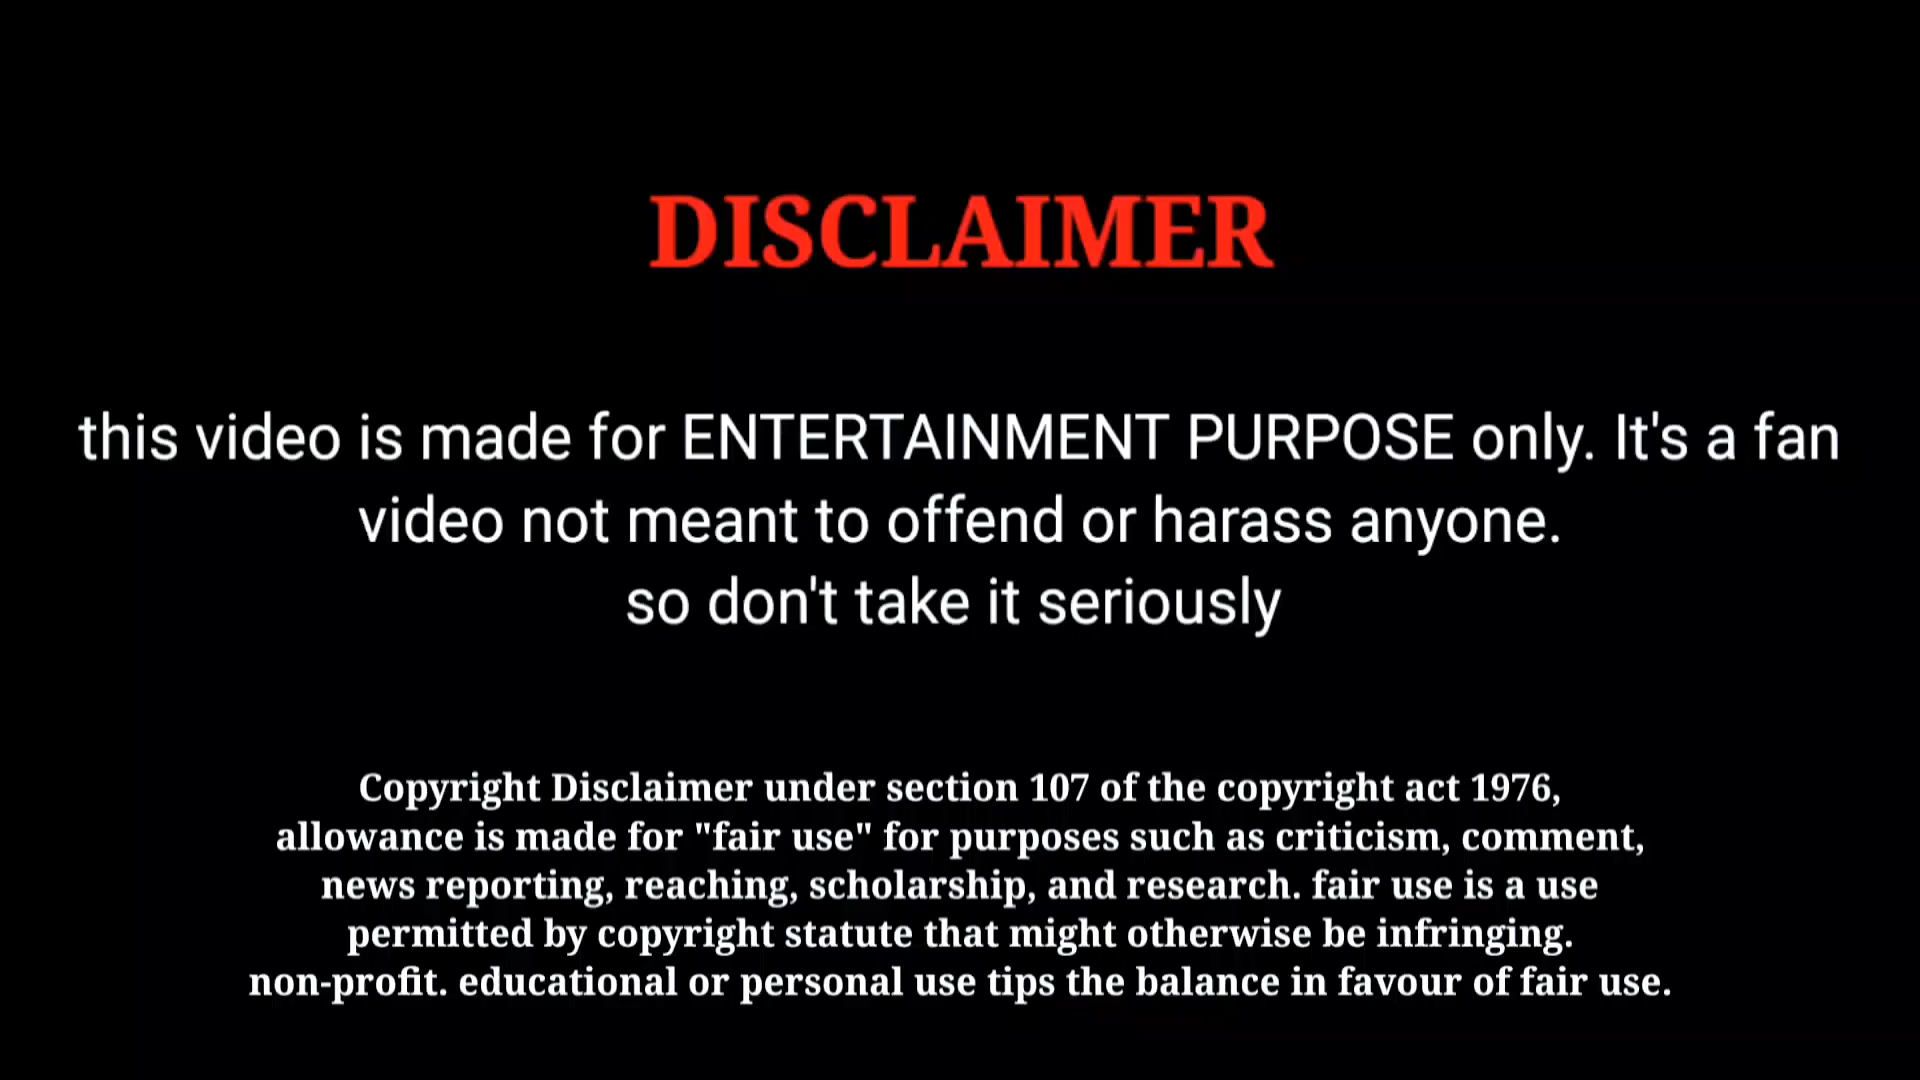 DISCLAIMER
this video is made for ENTERTAINMENT PURPOSE only. It's a fan
video not meant to offend or harass anyone.
so don't take it seriously
Copyright Disclaimer under section 107 of the copyright act 1976,
allowance is made for "fair use" for purposes such as criticism, comment,
news reporting, reaching, scholarship, and research. fair use is a use
permitted by copyright statute that might otherwise be infringing.
non-profit. educational or personal use tips the balance in favour of fair use.